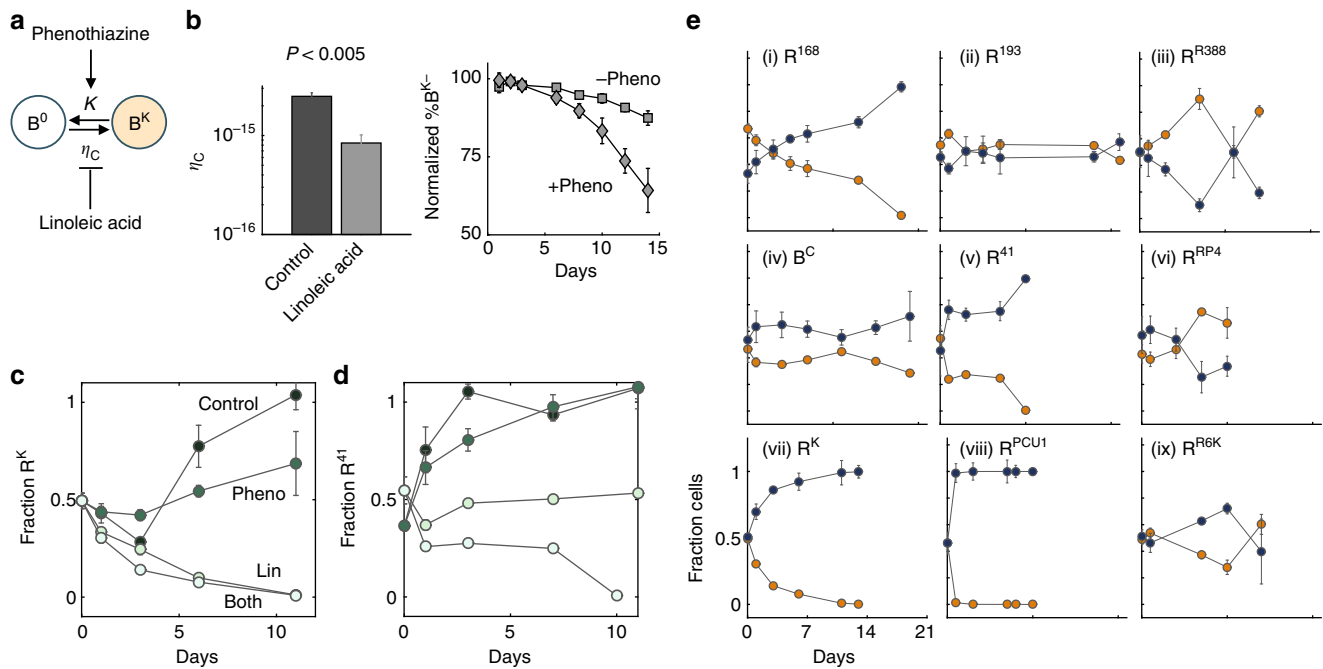 a
Phenothiazine
B⁰
K
Bᴷ
η_C
Linoleic acid
b
P < 0.005
η_C
10⁻¹⁵
10⁻¹⁶
Control
Linoleic acid
Normalized %Bᴷ⁻
100
75
50
–Pheno
+Pheno
0 5 10 15
Days
c
Fraction Rᴷ
1
0.5
0
Control
Pheno
Lin
Both
0 5 10
Days
d
Fraction R⁴¹
1
0.5
0
0 5 10
Days
e
(i) R¹⁶⁸
(ii) R¹⁹³
(iii) Rᴿ³⁸⁸
(iv) Bᶜ
(v) R⁴¹
(vi) Rᴿᴾ⁴
(vii) Rᴷ
(viii) Rᴾᶜᵁ¹
(ix) Rᴿ⁶ᴷ
Fraction cells
1
0.5
0
0 7 14 21
Days